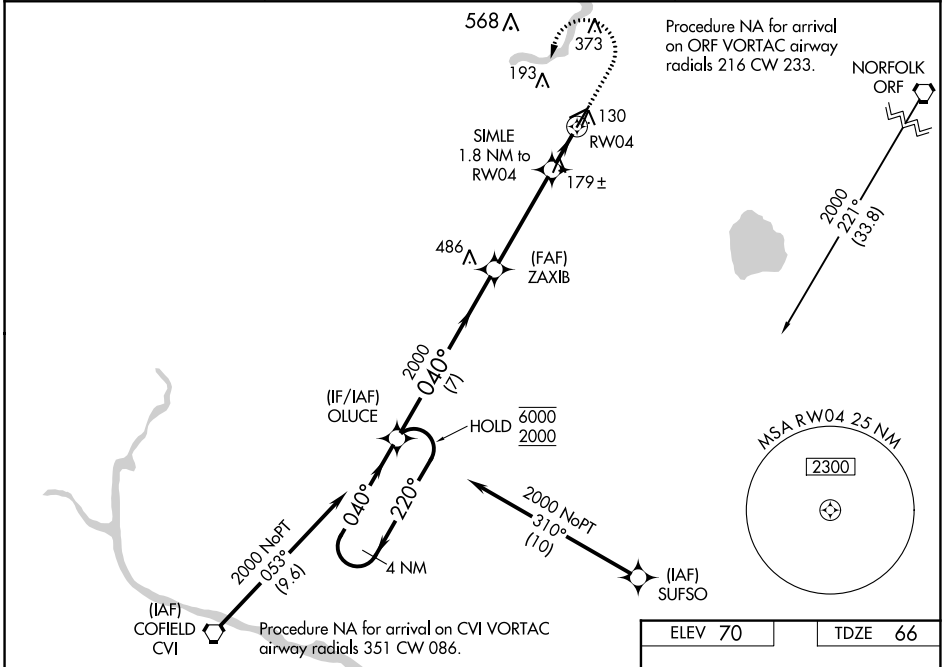 568
373
193
Procedure NA for arrival
on ORF VORTAC airway
radials 216 CW 233.
NORFOLK
ORF
130
RW04
SIMLE
1.8 NM to
RW04
179±
2000
221°
(33.8)
486
(FAF)
ZAXIB
2000
040°
(7)
(IF/IAF)
OLUCE
HOLD
6000
2000
MSA RW04 25 NM
2300
040°
220°
4 NM
2000 NoPT
310°
(10)
2000 NoPT
053°
(9.6)
(IAF)
SUFSO
(IAF)
COFIELD
CVI
Procedure NA for arrival on CVI VORTAC
airway radials 351 CW 086.
ELEV 70
TDZE 66